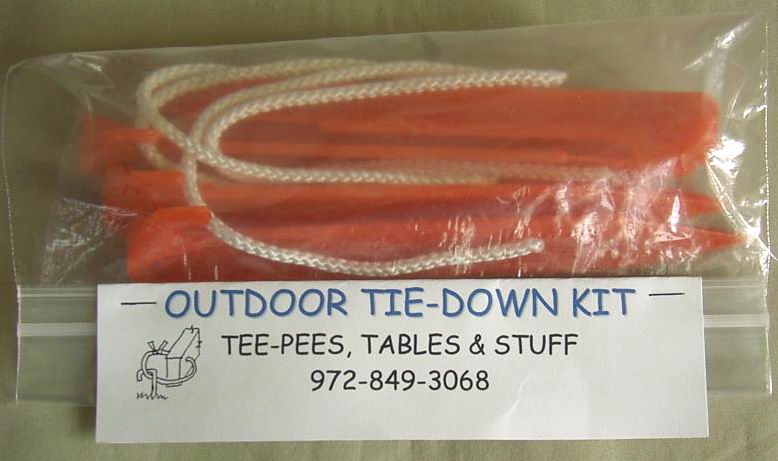 OUTDOOR TIE-DOWN KIT
TEE-PEES, TABLES & STUFF
972-849-3068